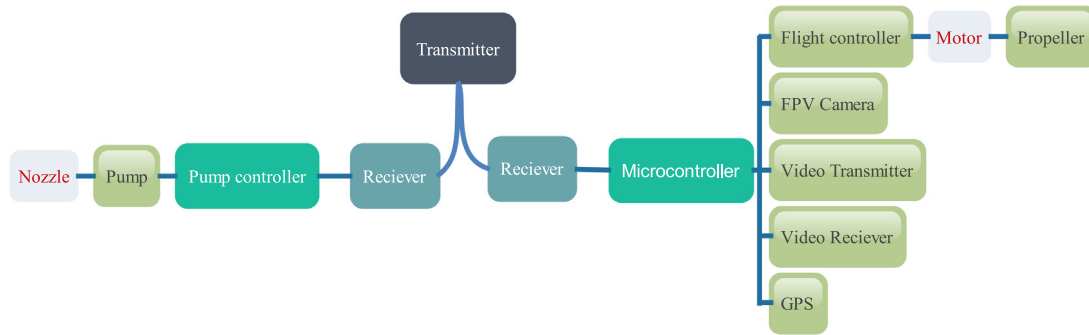 Transmitter
Flight controller
Motor
Propeller
FPV Camera
Nozzle
Pump
Pump controller
Reciever
Reciever
Microcontroller
Video Transmitter
Video Reciever
GPS